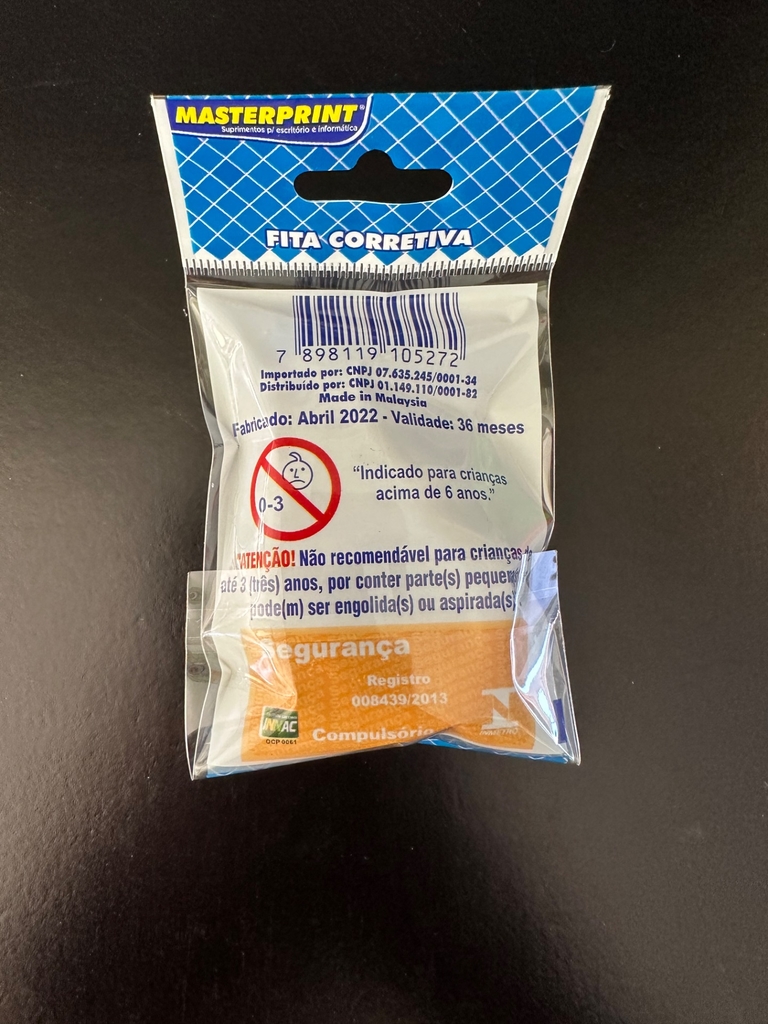 MASTERPRINT®
Suprimentos p/ escritório e informática
FITA CORRETIVA
7 898119 105272
Importado por: CNPJ 07.635.245/0001-34
Distribuído por: CNPJ 01.149.110/0001-82
Made in Malaysia
Fabricado: Abril 2022 - Validade: 36 meses
0-3
“Indicado para crianças
acima de 6 anos.”
ATENÇÃO! Não recomendável para crianças
até 3 (três) anos, por conter parte(s)
pode(m) ser engolida(s) ou aspirada(s)
Segurança
Registro
008439/2013
INNAC
OCP 0061
Compulsório
INMETRO